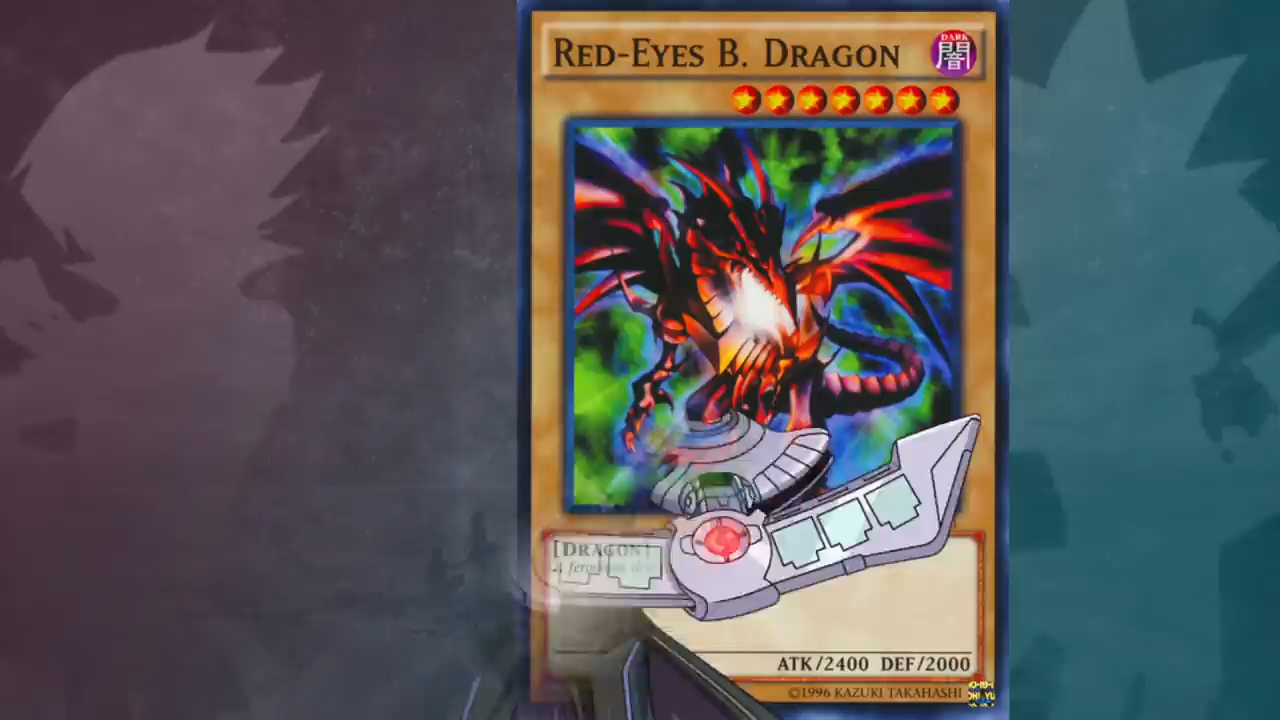 RED-EYES B. DRAGON
DARK
闇
[DRAGON]
A
ATK/2400 DEF/2000
©1996 KAZUKI TAKAHASHI